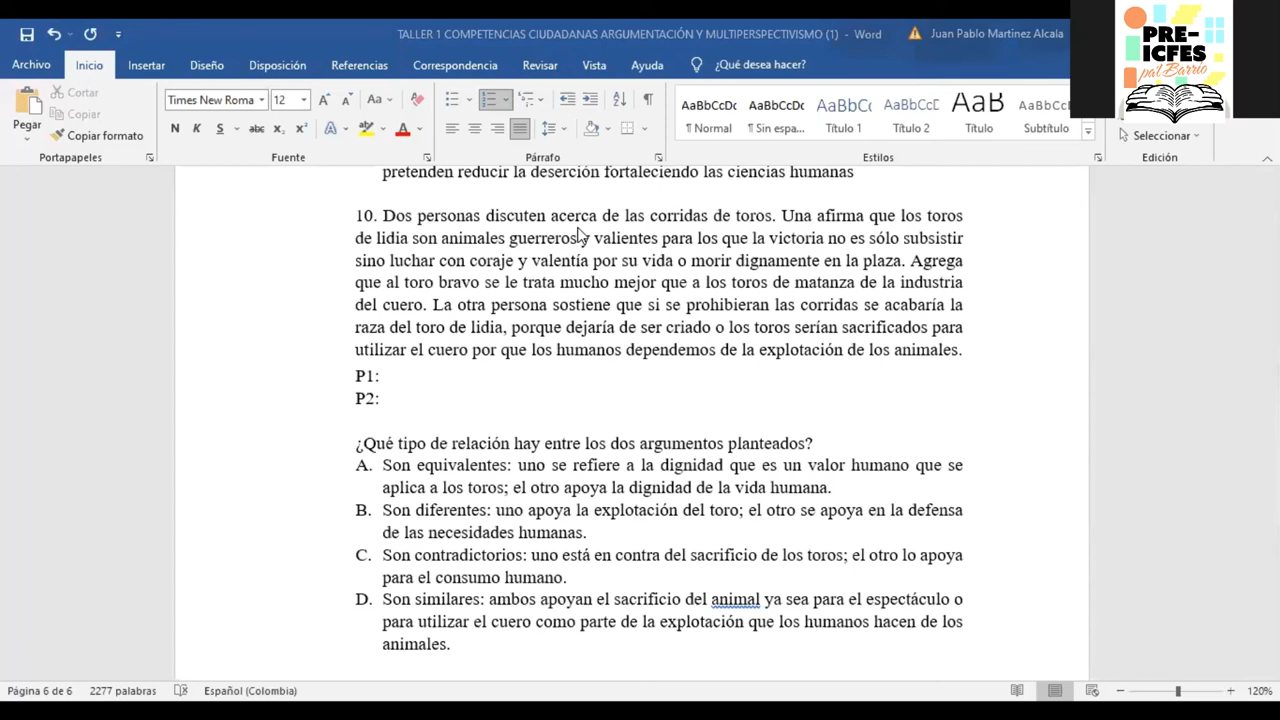 TALLER 1 COMPETENCIAS CIUDADANAS ARGUMENTACIÓN Y MULTIPERSPECTIVISMO (1) - Word
Juan Pablo Martinez Alcala
PRE-
ICFES
pal Barrio
Archivo Inicio Insertar Diseño Disposición Referencias Correspondencia Revisar Vista Ayuda ¿Qué desea hacer?
Pegar
Cortar
Copiar
Copiar formato
Portapapeles
Times New Roma 12
Aa
N K S abc x₂ x²
Fuente
Párrafo
AaBbCcDc AaBbCcDc AaBbCcD AaBbCcD AaB AaBbCcD
¶ Normal ¶ Sin espa... Título 1 Título 2 Título Subtítulo
Estilos
Seleccionar
Edición
pretenden reducir la deserción fortaleciendo las ciencias humanas
10. Dos personas discuten acerca de las corridas de toros. Una afirma que los toros
de lidia son animales guerreros y valientes para los que la victoria no es sólo subsistir
sino luchar con coraje y valentía por su vida o morir dignamente en la plaza. Agrega
que al toro bravo se le trata mucho mejor que a los toros de matanza de la industria
del cuero. La otra persona sostiene que si se prohibieran las corridas se acabaría la
raza del toro de lidia, porque dejaría de ser criado o los toros serían sacrificados para
utilizar el cuero por que los humanos dependemos de la explotación de los animales.
P1:
P2:
¿Qué tipo de relación hay entre los dos argumentos planteados?
A. Son equivalentes: uno se refiere a la dignidad que es un valor humano que se
aplica a los toros; el otro apoya la dignidad de la vida humana.
B. Son diferentes: uno apoya la explotación del toro; el otro se apoya en la defensa
de las necesidades humanas.
C. Son contradictorios: uno está en contra del sacrificio de los toros; el otro lo apoya
para el consumo humano.
D. Son similares: ambos apoyan el sacrificio del animal ya sea para el espectáculo o
para utilizar el cuero como parte de la explotación que los humanos hacen de los
animales.
Página 6 de 6 2277 palabras Español (Colombia) 120%